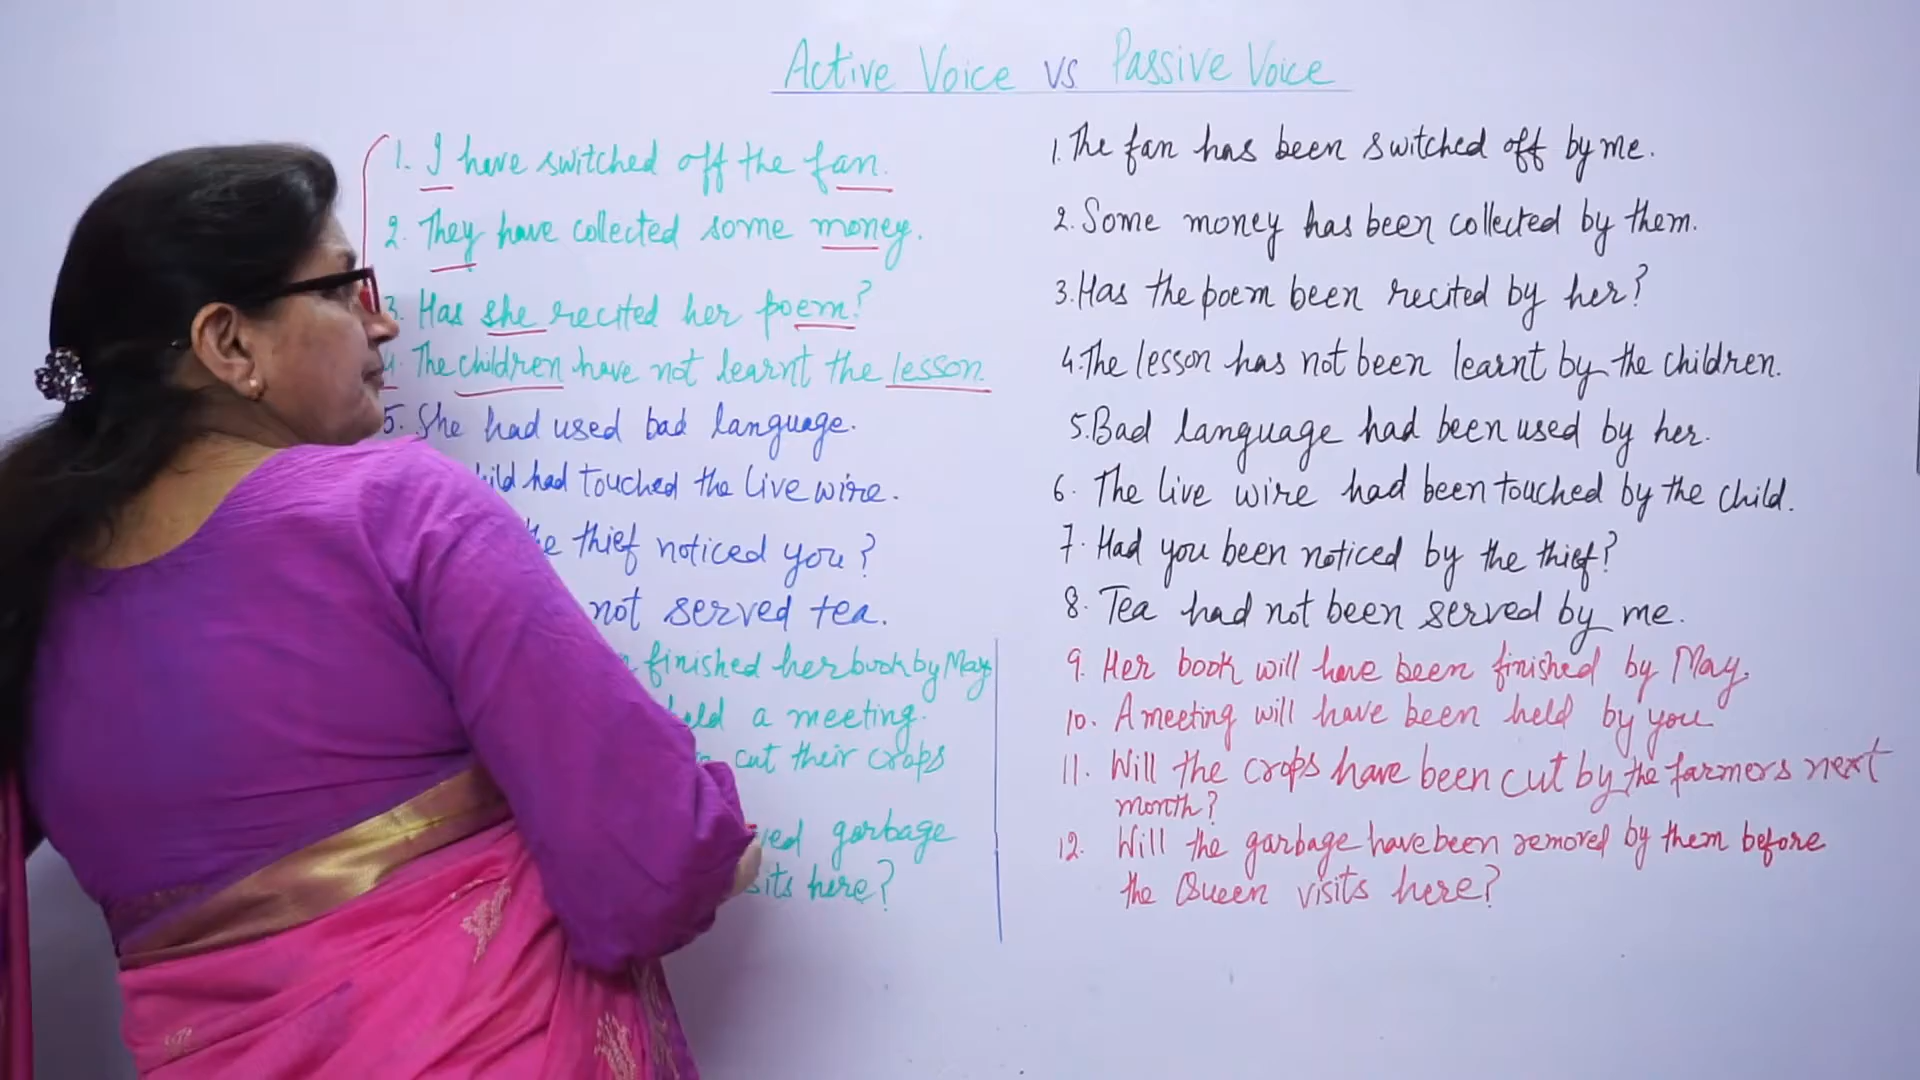 Active Voice vs Passive Voice
1. I have switched off the fan.
2. They have collected some money.
3. Has she recited her poem?
4. The children have not learnt the lesson.
5. She had used bad language.
had touched the live wire.
thief noticed you?
not served tea.
finished her book by May
held a meeting.
cut their crops
garbage
here?
1. The fan has been switched off by me.
2. Some money has been collected by them.
3. Has the poem been recited by her?
4. The lesson has not been learnt by the children.
5. Bad language had been used by her.
6. The live wire had been touched by the child.
7. Had you been noticed by the thief?
8. Tea had not been served by me.
9. Her book will have been finished by May.
10. A meeting will have been held by you
11. Will the crops have been cut by the farmers next
month?
12. Will the garbage have been removed by them before
the Queen visits here?